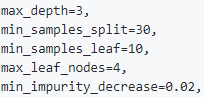 max_depth=3,
min_samples_split=30,
min_samples_leaf=10,
max_leaf_nodes=4,
min_impurity_decrease=0.02,